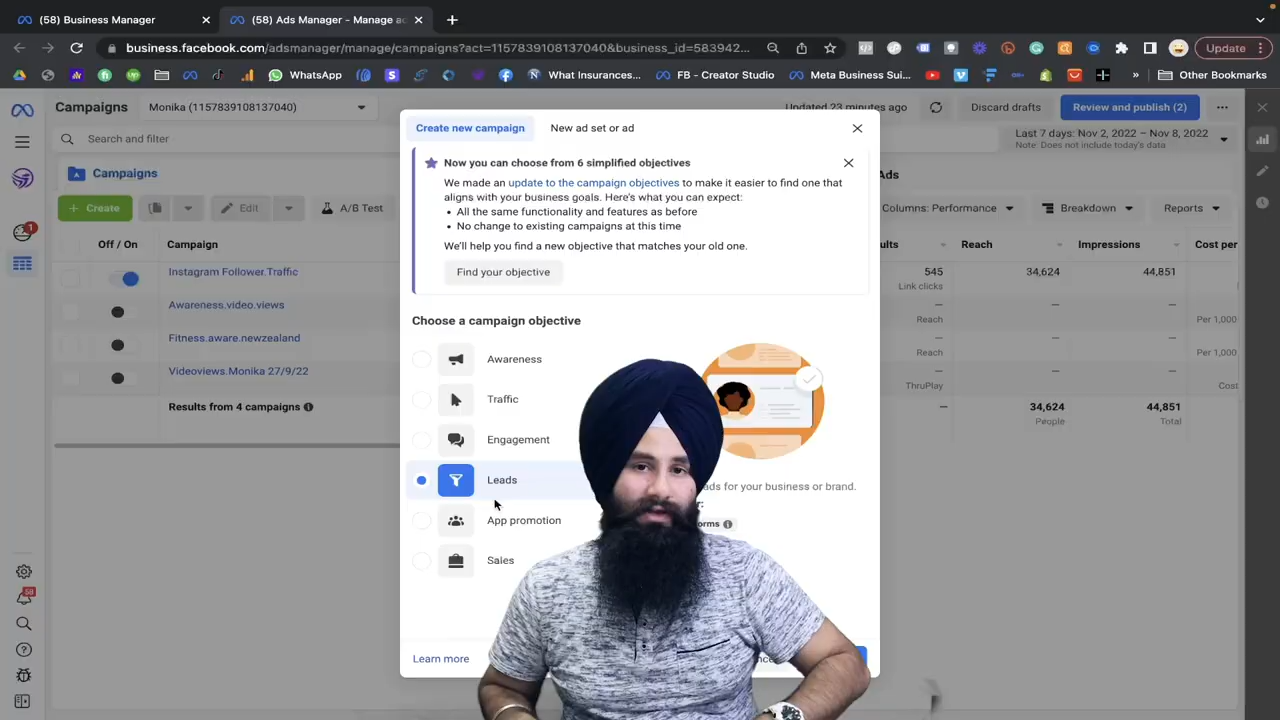 (58) Business Manager
(58) Ads Manager - Manage ad
business.facebook.com/adsmanager/manage/campaigns?act=1157839108137040&business_id=583942...
Update
WhatsApp
What Insurances...
FB - Creator Studio
Meta Business Sui...
»
Other Bookmarks
Campaigns
Monika (1157839108137040)
Updated 23 minutes ago
Discard drafts
Review and publish (2)
Search and filter
Last 7 days: Nov 2, 2022 – Nov 8, 2022
Note: Does not include today's data
Campaigns
Ads
+ Create
Edit
A/B Test
Columns: Performance
Breakdown
Reports
Off / On
Campaign
ults
Reach
Impressions
Cost per
Instagram Follower.Traffic
545
Link clicks
34,624
44,851
Awareness.video.views
—
Reach
—
—
Per 1,000
Fitness.aware.newzealand
—
Reach
—
—
Per 1,000
Videoviews.Monika 27/9/22
—
ThruPlay
—
—
Cost
Results from 4 campaigns
—
34,624
People
44,851
Total
1
58
Create new campaign
New ad set or ad
Now you can choose from 6 simplified objectives
We made an update to the campaign objectives to make it easier to find one that
aligns with your business goals. Here's what you can expect:
• All the same functionality and features as before
• No change to existing campaigns at this time
We'll help you find a new objective that matches your old one.
Find your objective
Choose a campaign objective
Awareness
Traffic
Engagement
Leads
App promotion
Sales
ads for your business or brand.
orms
Learn more